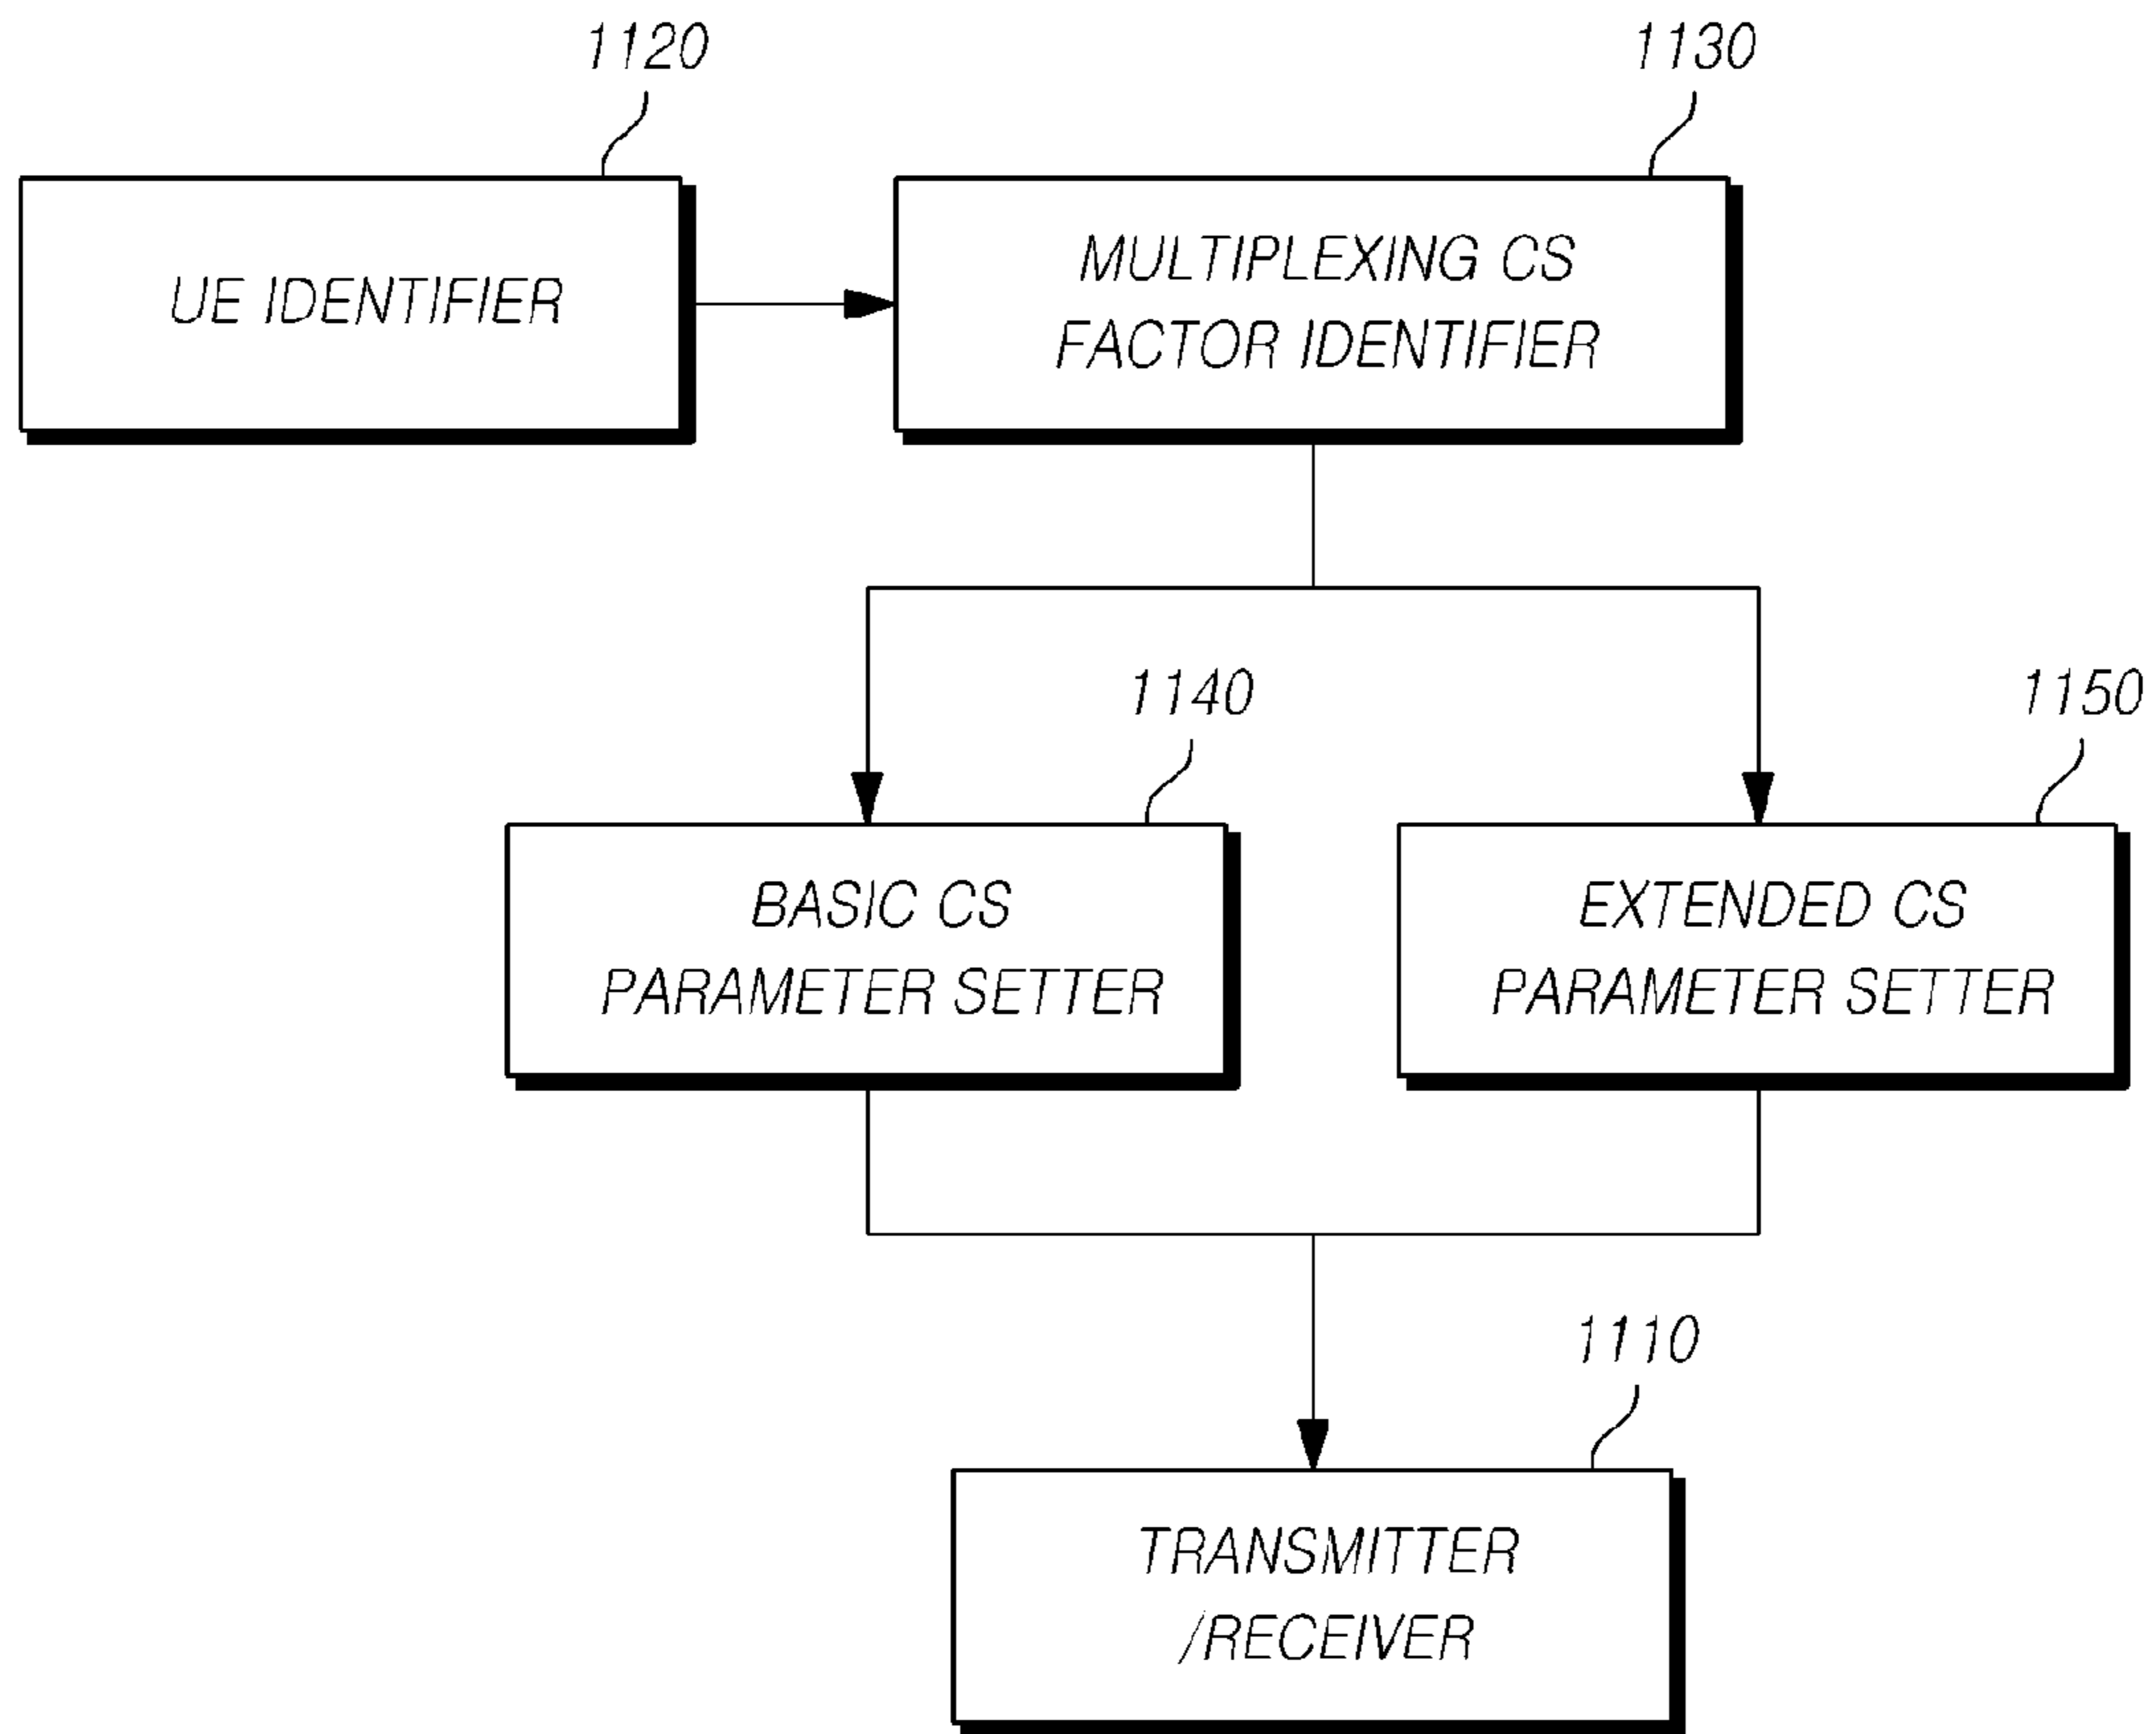 1120
1130
UE IDENTIFIER
MULTIPLEXING CS
FACTOR IDENTIFIER
1140
1150
BASIC CS
PARAMETER SETTER
EXTENDED CS
PARAMETER SETTER
1110
TRANSMITTER
/RECEIVER